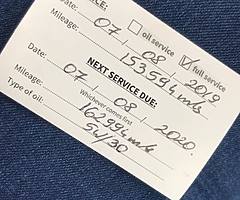 Date: 07 / 08 / 2019
Mileage: 153594 mls
oil service ☑ full service
NEXT SERVICE DUE:
Date: 07 / 08 / 2020
Whichever comes first
Mileage: 162994 mls
Type of oil: 5W/30